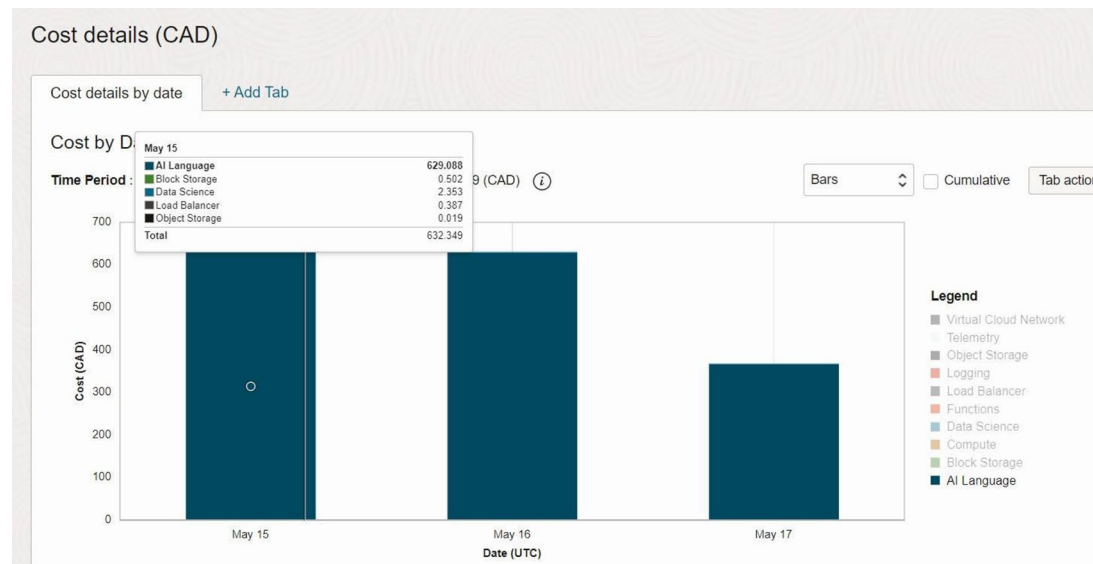 Cost details (CAD)
Cost details by date + Add Tab
Cost by D
Time Period : 9 (CAD) i Bars Cumulative Tab actio
May 15
AI Language 629.088
Block Storage 0.502
Data Science 2.353
Load Balancer 0.387
Object Storage 0.019
Total 632.349
700
600
500
400
300
200
100
0
Cost (CAD)
May 15 May 16 May 17
Date (UTC)
Legend
Virtual Cloud Network
Telemetry
Object Storage
Logging
Load Balancer
Functions
Data Science
Compute
Block Storage
AI Language